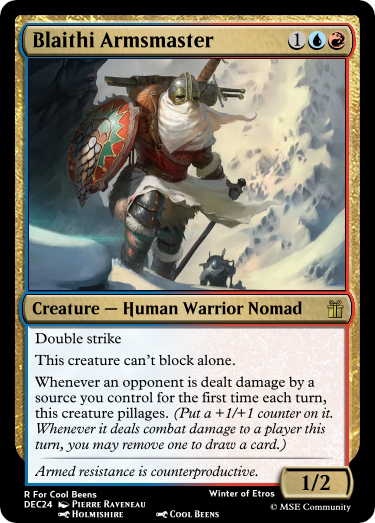 Blaithi Armsmaster 1
Creature — Human Warrior Nomad
Double strike
This creature can't block alone.
Whenever an opponent is dealt damage by a
source you control for the first time each turn,
this creature pillages. (Put a +1/+1 counter on it.
Whenever it deals combat damage to a player this
turn, you may remove one to draw a card.)
Armed resistance is counterproductive.
1/2
R For Cool Beens
Winter of Etros
DEC24 Pierre Raveneau
© MSE Community
Holmishire Cool Beens